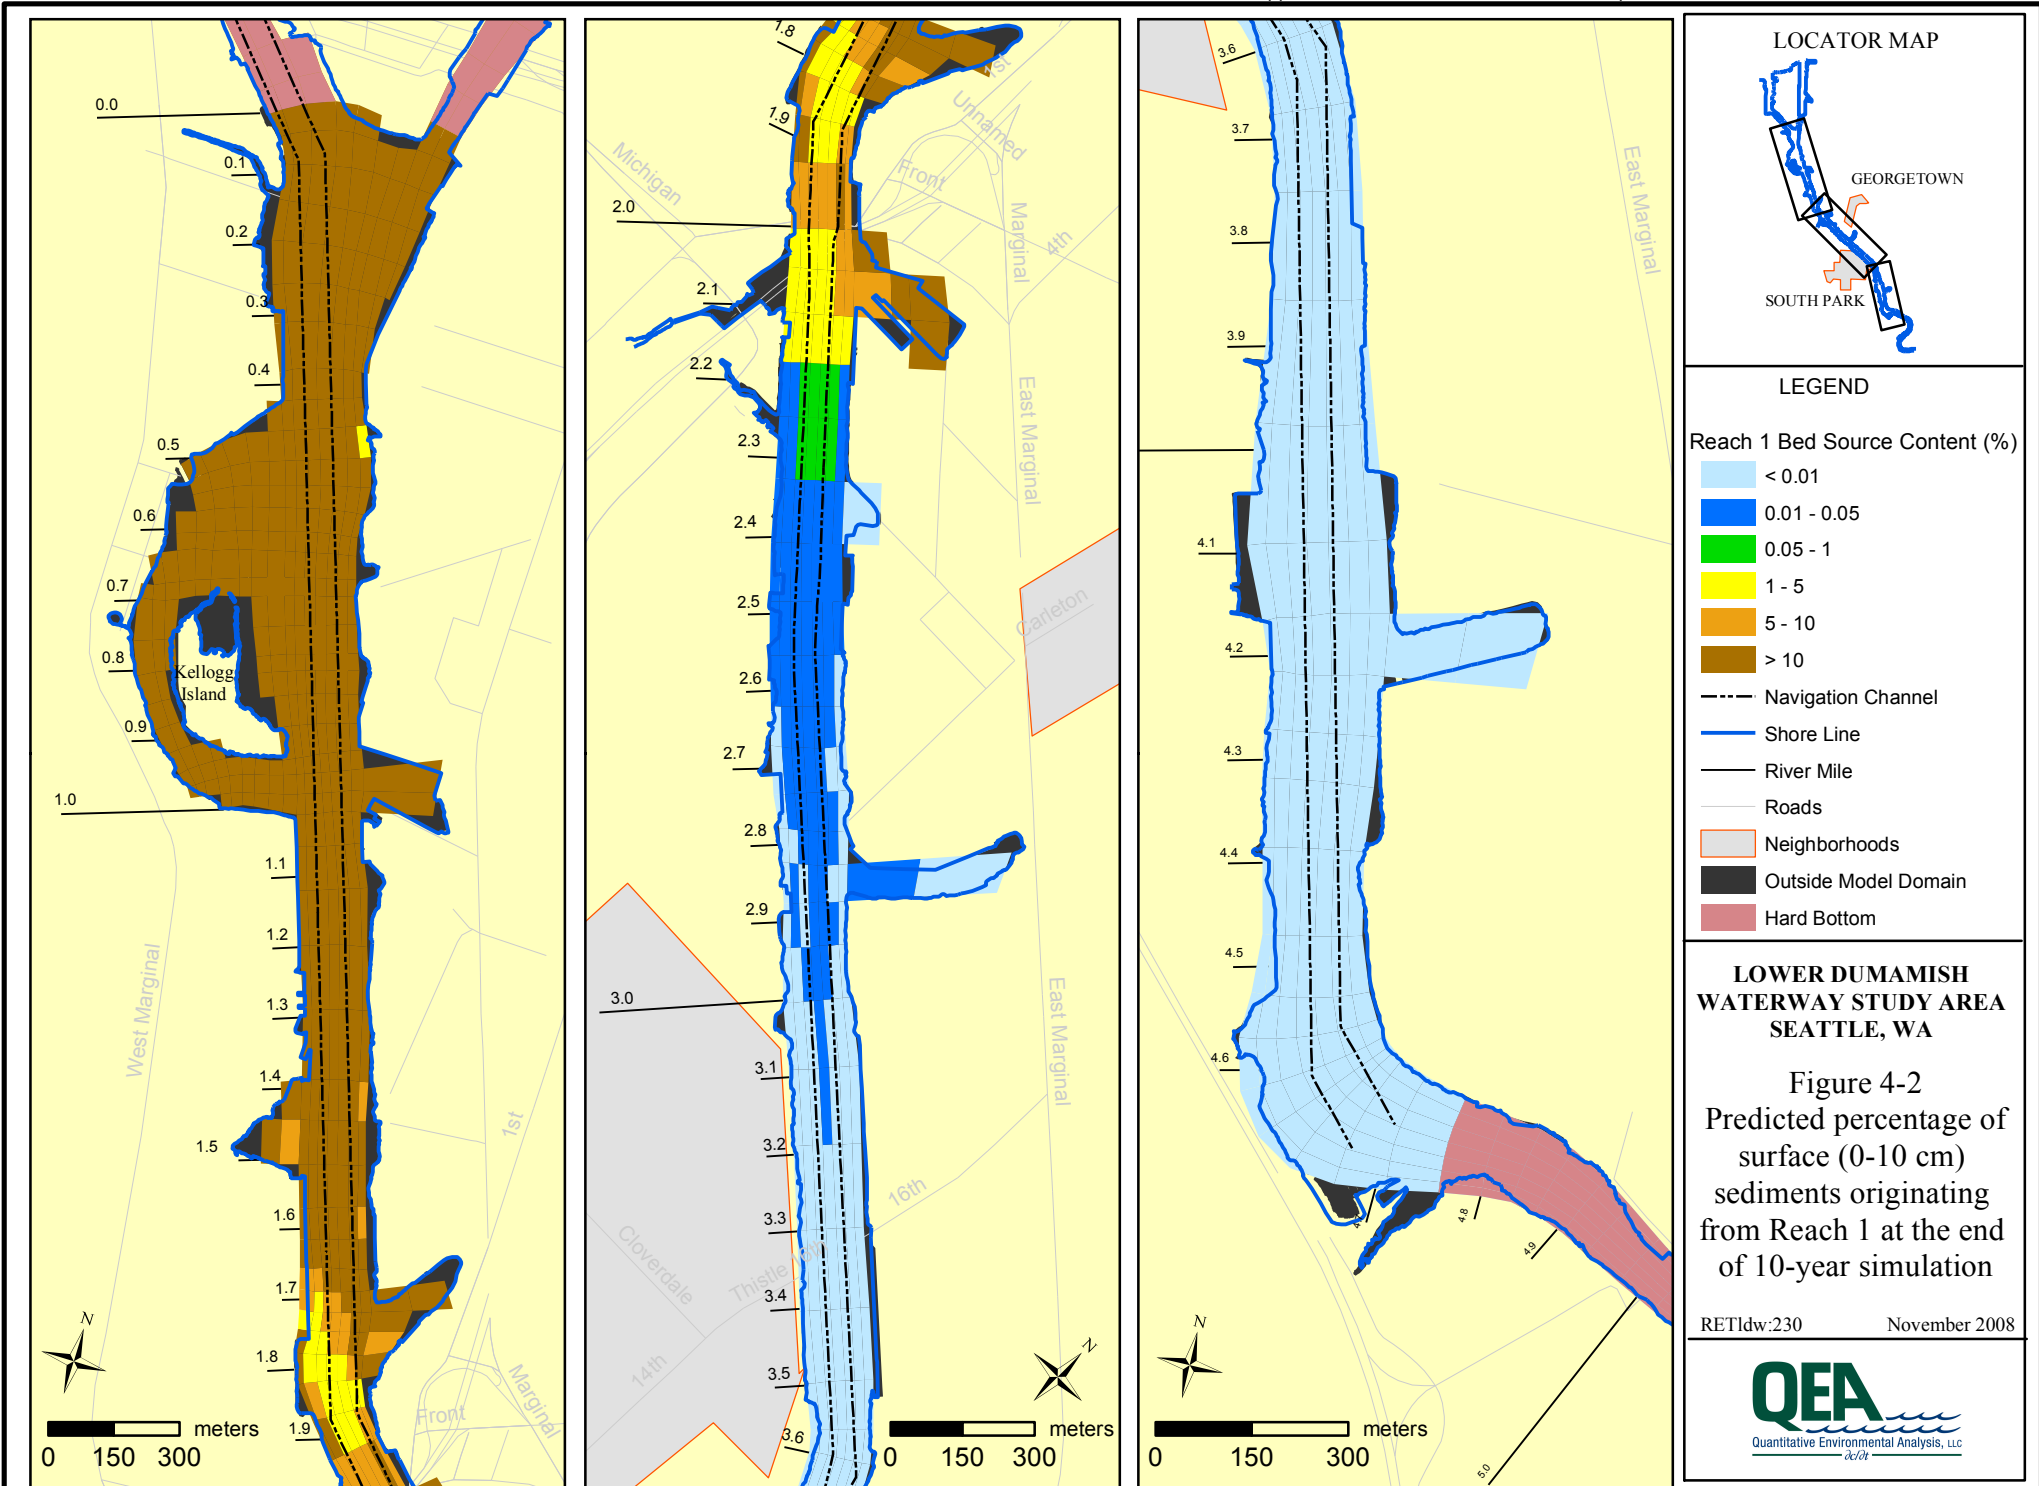 0.0
0.1
0.2
0.3
0.4
0.5
0.6
0.7
0.8
0.9
Kellogg
Island
1.0
1.1
1.2
1.3
1.4
1.5
1.6
1.7
1.8
1.9
West Marginal
1st
Front
Marginal
N
meters
0 150 300
1.8
1.9
2.0
2.1
2.2
2.3
2.4
2.5
2.6
2.7
2.8
2.9
3.0
3.1
3.2
3.3
3.4
3.5
3.6
Michigan
1st
Unnamed
Front
Marginal
4th
East Marginal
Carleton
East Marginal
16th
Cloverdale
Thistle
14th
N
meters
0 150 300
3.6
3.7
3.8
3.9
4.1
4.2
4.3
4.4
4.5
4.6
4.8
4.9
5.0
East Marginal
N
meters
0 150 300
LOCATOR MAP
GEORGETOWN
SOUTH PARK
LEGEND
Reach 1 Bed Source Content (%)
< 0.01
0.01 - 0.05
0.05 - 1
1 - 5
5 - 10
> 10
Navigation Channel
Shore Line
River Mile
Roads
Neighborhoods
Outside Model Domain
Hard Bottom
LOWER DUMAMISH
WATERWAY STUDY AREA
SEATTLE, WA
Figure 4-2
Predicted percentage of
surface (0-10 cm)
sediments originating
from Reach 1 at the end
of 10-year simulation
RETldw:230 November 2008
QEA
Quantitative Environmental Analysis, LLC
∂c/∂t